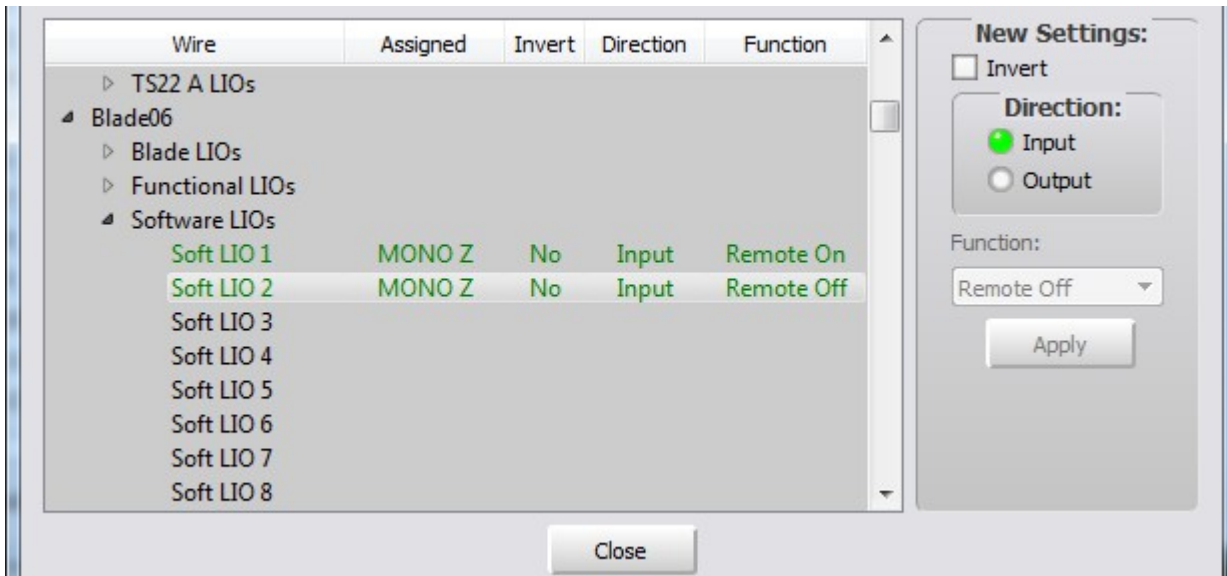 Wire Assigned Invert Direction Function
TS22 A LIOs
Blade06
Blade LIOs
Functional LIOs
Software LIOs
Soft LIO 1 MONO Z No Input Remote On
Soft LIO 2 MONO Z No Input Remote Off
Soft LIO 3
Soft LIO 4
Soft LIO 5
Soft LIO 6
Soft LIO 7
Soft LIO 8
New Settings:
Invert
Direction:
Input
Output
Function:
Remote Off
Apply
Close